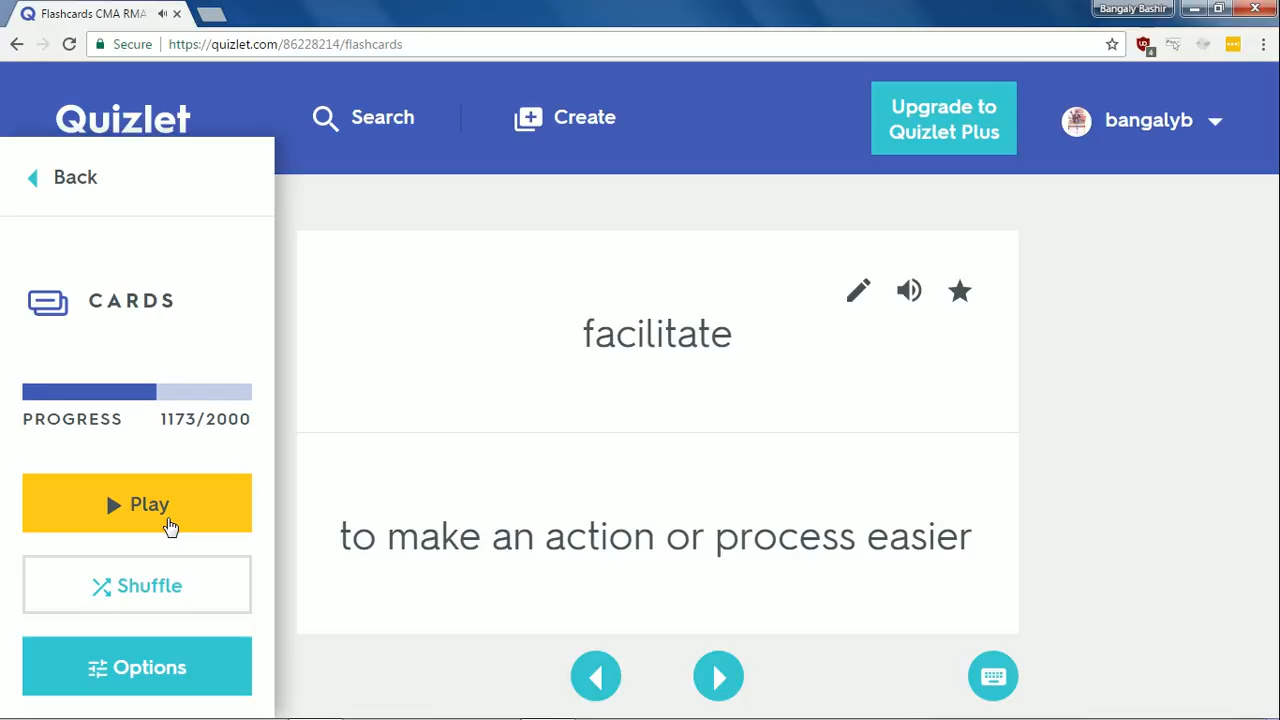 Flashcards CMA RMA
Bangaly Bashir
Secure
https://quizlet.com/86228214/flashcards
4
Quizlet
Search
Create
Upgrade to
Quizlet Plus
bangalyb
Back
CARDS
PROGRESS 1173/2000
Play
Shuffle
Options
facilitate
to make an action or process easier